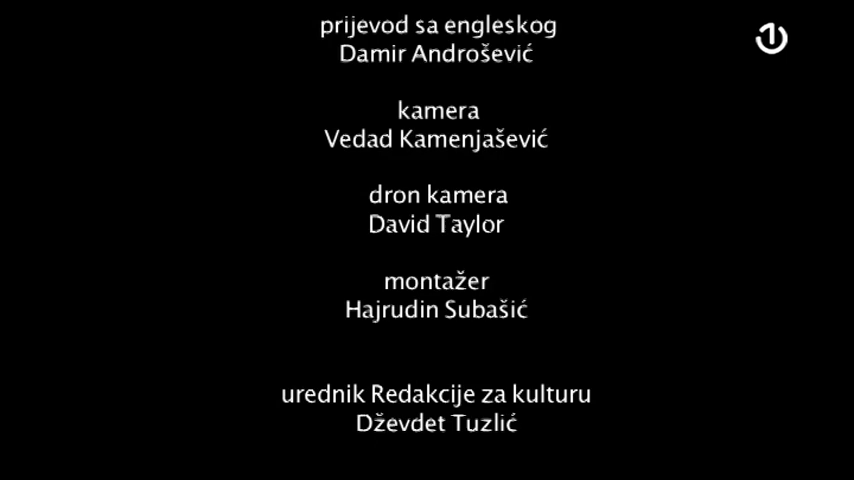 prijevod sa engleskog
Damir Androšević
kamera
Vedad Kamenjašević
dron kamera
David Taylor
montažer
Hajrudin Subašić
urednik Redakcije za kulturu
Dževdet Tuzlić